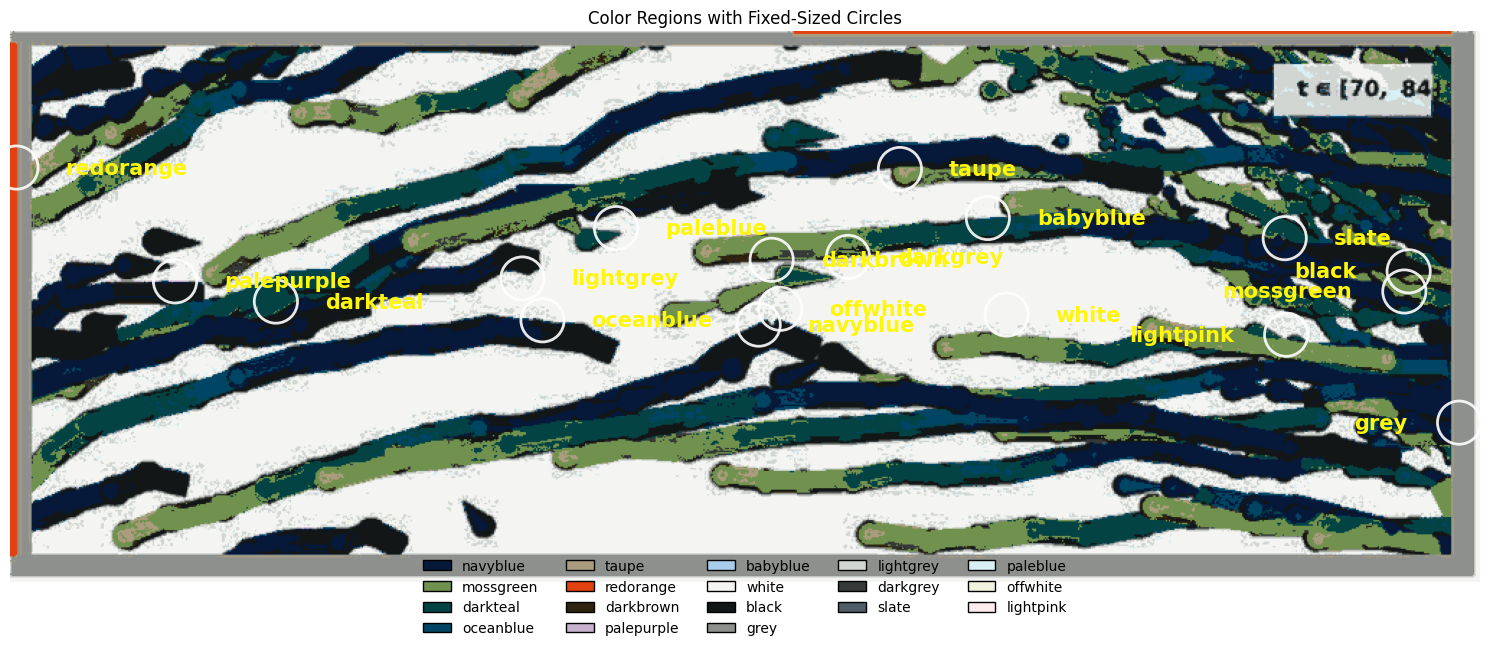 Color Regions with Fixed-Sized Circles
t ∈ [70, 84
redorange
taupe
babyblue
paleblue
slate
darkbrown
darkgrey
black
lightgrey
palepurple
mossgreen
darkteal
offwhite
white
oceanblue
navyblue
lightpink
grey
navyblue taupe babyblue lightgrey paleblue
mossgreen redorange white darkgrey offwhite
darkteal darkbrown black slate lightpink
oceanblue palepurple grey